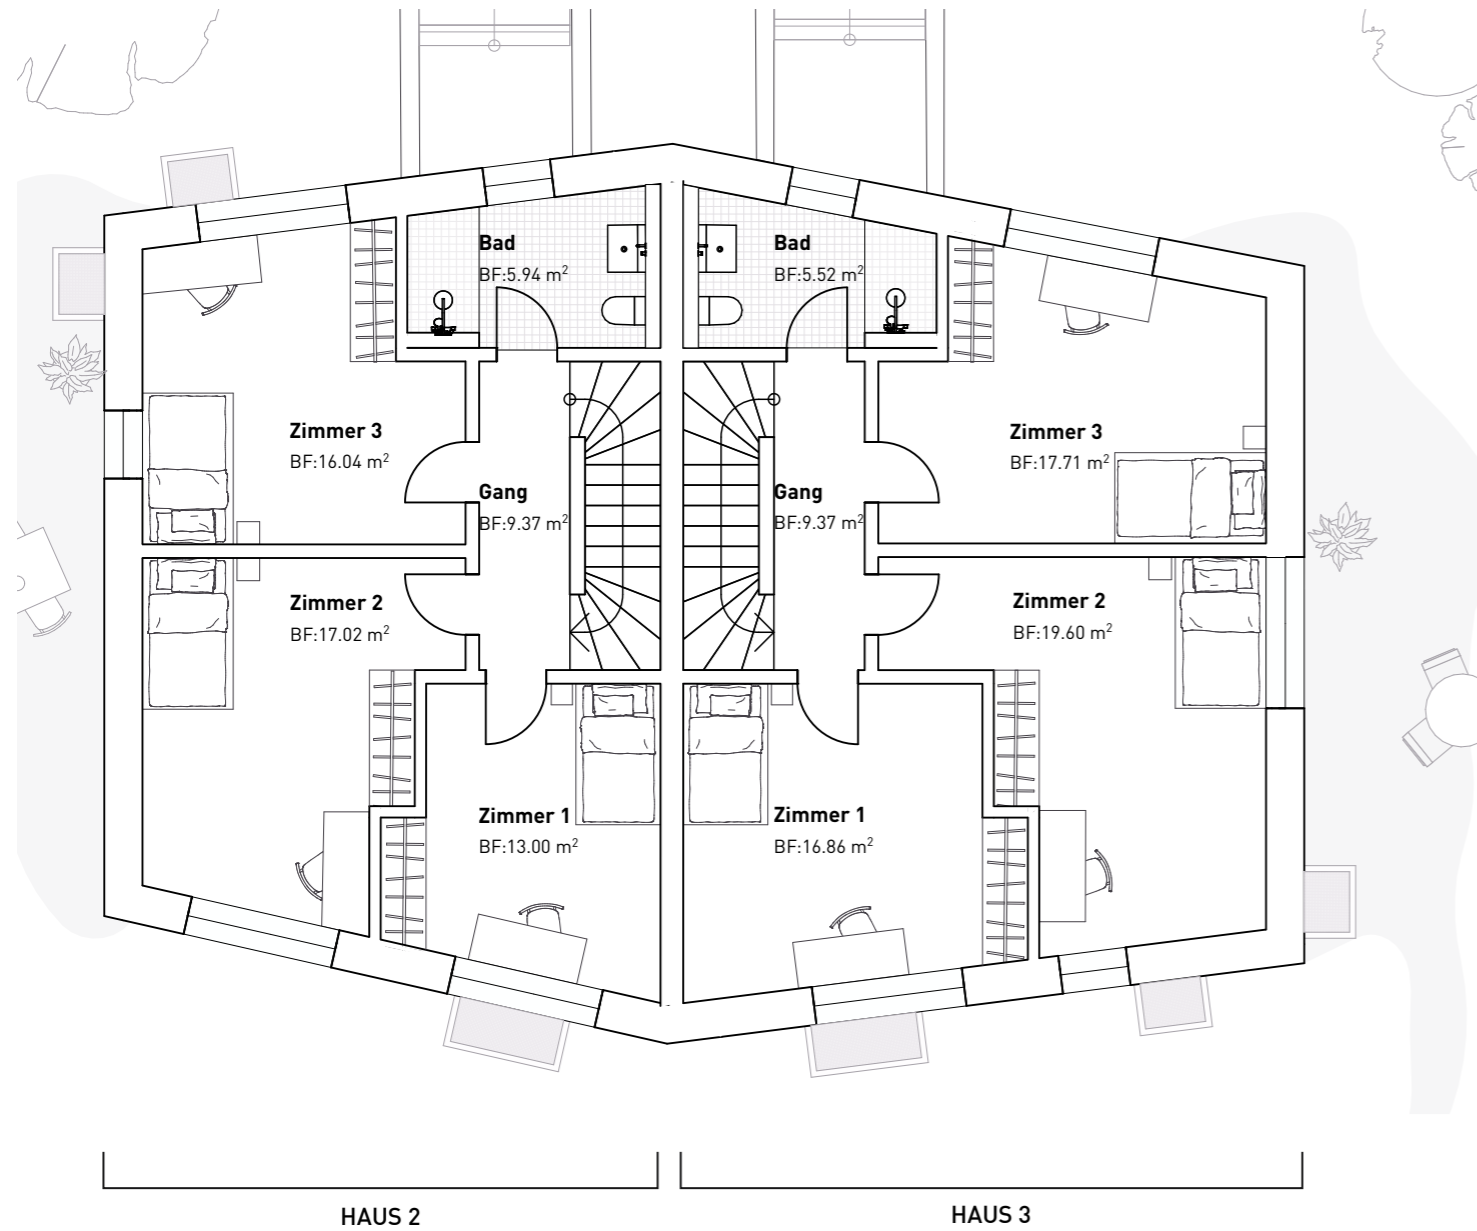 Bad
BF:5.94 m²
Bad
BF:5.52 m²
Zimmer 3
BF:16.04 m²
Zimmer 3
BF:17.71 m²
Gang
BF:9.37 m²
Gang
BF:9.37 m²
Zimmer 2
BF:17.02 m²
Zimmer 2
BF:19.60 m²
Zimmer 1
BF:13.00 m²
Zimmer 1
BF:16.86 m²
HAUS 2
HAUS 3